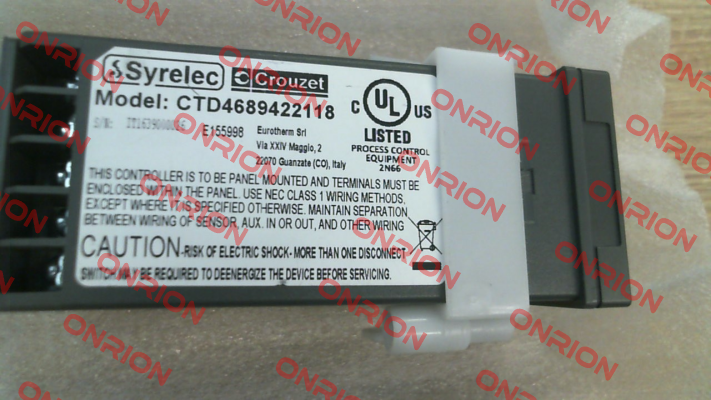 Syrelec Crouzet
Model: CTD4689422118
S/N:
E155998
Eurotherm Srl
Via XXIV Maggio, 2
22070 Guanzate (CO), Italy
C UL US
LISTED
PROCESS CONTROL
EQUIPMENT
2N66
THIS CONTROLLER IS TO BE PANEL MOUNTED AND TERMINALS MUST BE
ENCLOSED WITHIN THE PANEL. USE NEC CLASS 1 WIRING METHODS,
EXCEPT WHERE IT IS SPECIFIED OTHERWISE. MAINTAIN SEPARATION
BETWEEN WIRING OF SENSOR, AUX. IN OR OUT, AND OTHER WIRING
CAUTION -RISK OF ELECTRIC SHOCK- MORE THAN ONE DISCONNECT
SWITCH MAY BE REQUIRED TO DEENERGIZE THE DEVICE BEFORE SERVICING.
ONRION